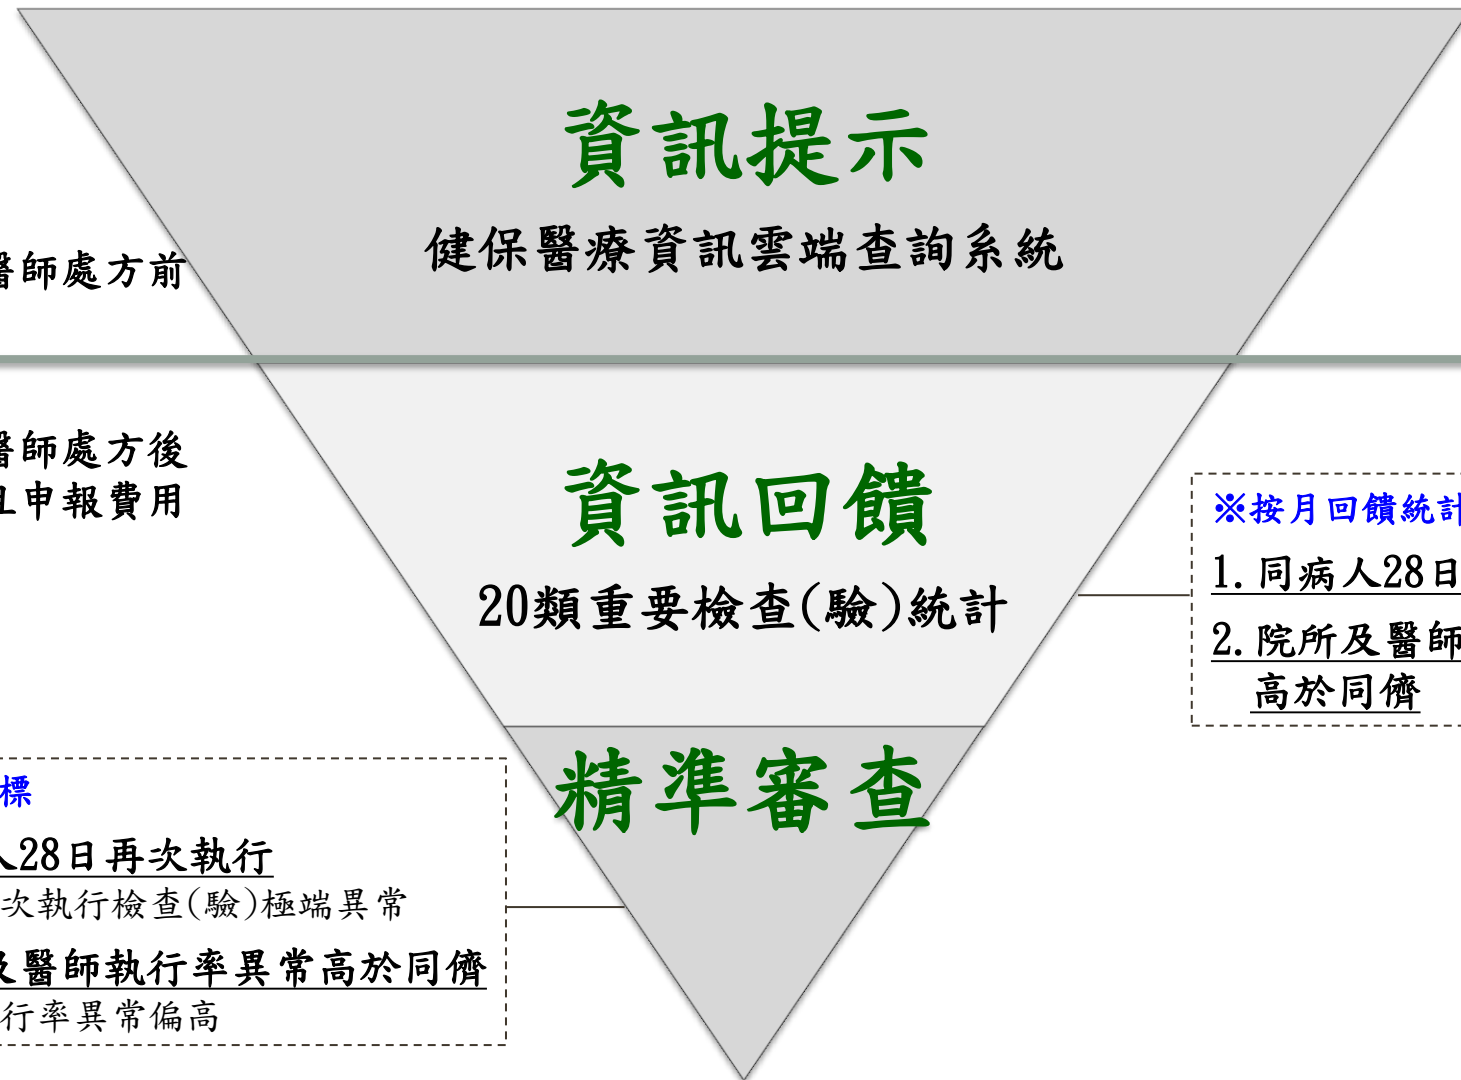 資訊提示
健保醫療資訊雲端查詢系統
醫師處方前
醫師處方後
且申報費用
資訊回饋
20類重要檢查(驗)統計
※按月回饋統計
1.同病人28日
2.院所及醫師
高於同儕
精準審查
標
人28日再次執行
次執行檢查(驗)極端異常
及醫師執行率異常高於同儕
行率異常偏高